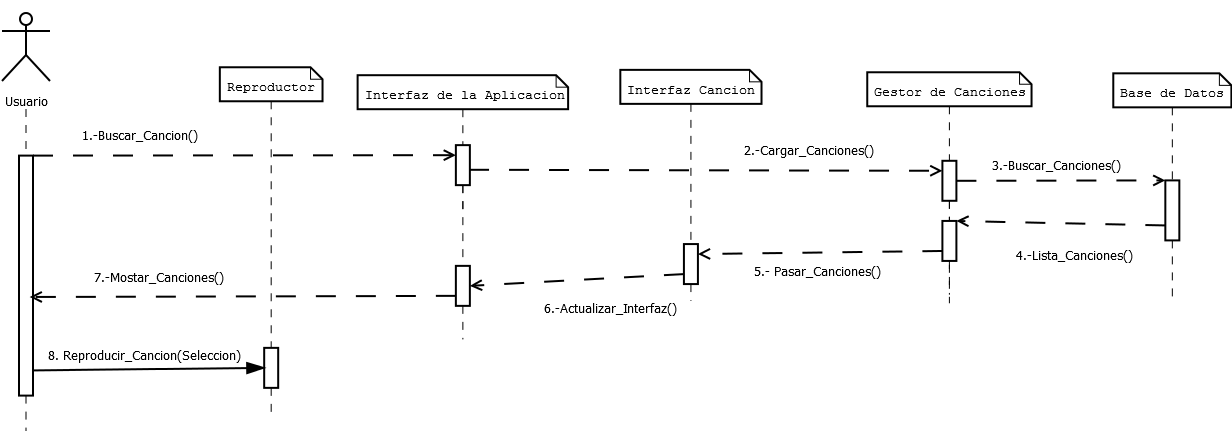 Usuario
Reproductor
Interfaz de la Aplicacion
Interfaz Cancion
Gestor de Canciones
Base de Datos
1.-Buscar_Cancion()
2.-Cargar_Canciones()
3.-Buscar_Canciones()
4.-Lista_Canciones()
5.- Pasar_Canciones()
6.-Actualizar_Interfaz()
7.-Mostar_Canciones()
8. Reproducir_Cancion(Seleccion)